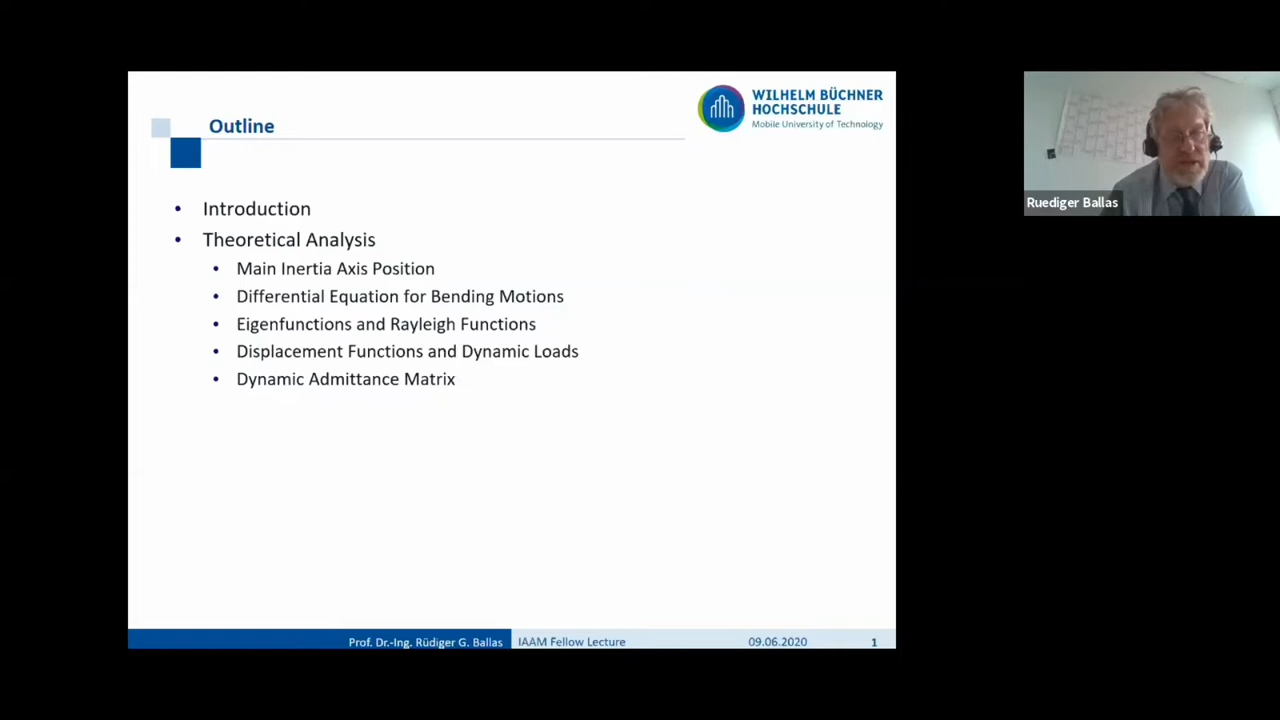 WILHELM BÜCHNER
HOCHSCHULE
Mobile University of Technology
Outline
• Introduction
• Theoretical Analysis
• Main Inertia Axis Position
• Differential Equation for Bending Motions
• Eigenfunctions and Rayleigh Functions
• Displacement Functions and Dynamic Loads
• Dynamic Admittance Matrix
Prof. Dr.-Ing. Rüdiger G. Ballas IAAM Fellow Lecture 09.06.2020 1
Ruediger Ballas